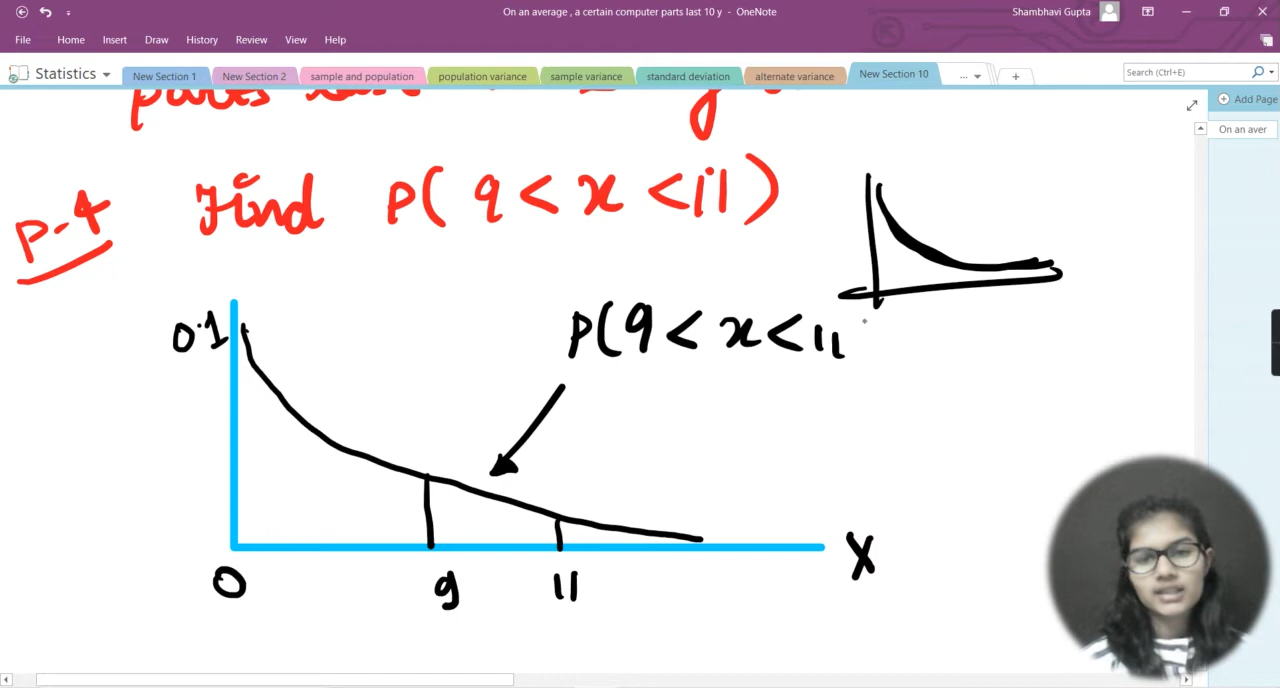 On an average , a certain computer parts last 10 y - OneNote
Shambhavi Gupta
File Home Insert Draw History Review View Help
Statistics
New Section 1 New Section 2 sample and population population variance sample variance standard deviation alternate variance New Section 10 ... +
Search (Ctrl+E)
Add Page
On an aver
P-4 Find P( 9 < x < 11 )
0.1
P( 9 < x < 11
0 9 11 X